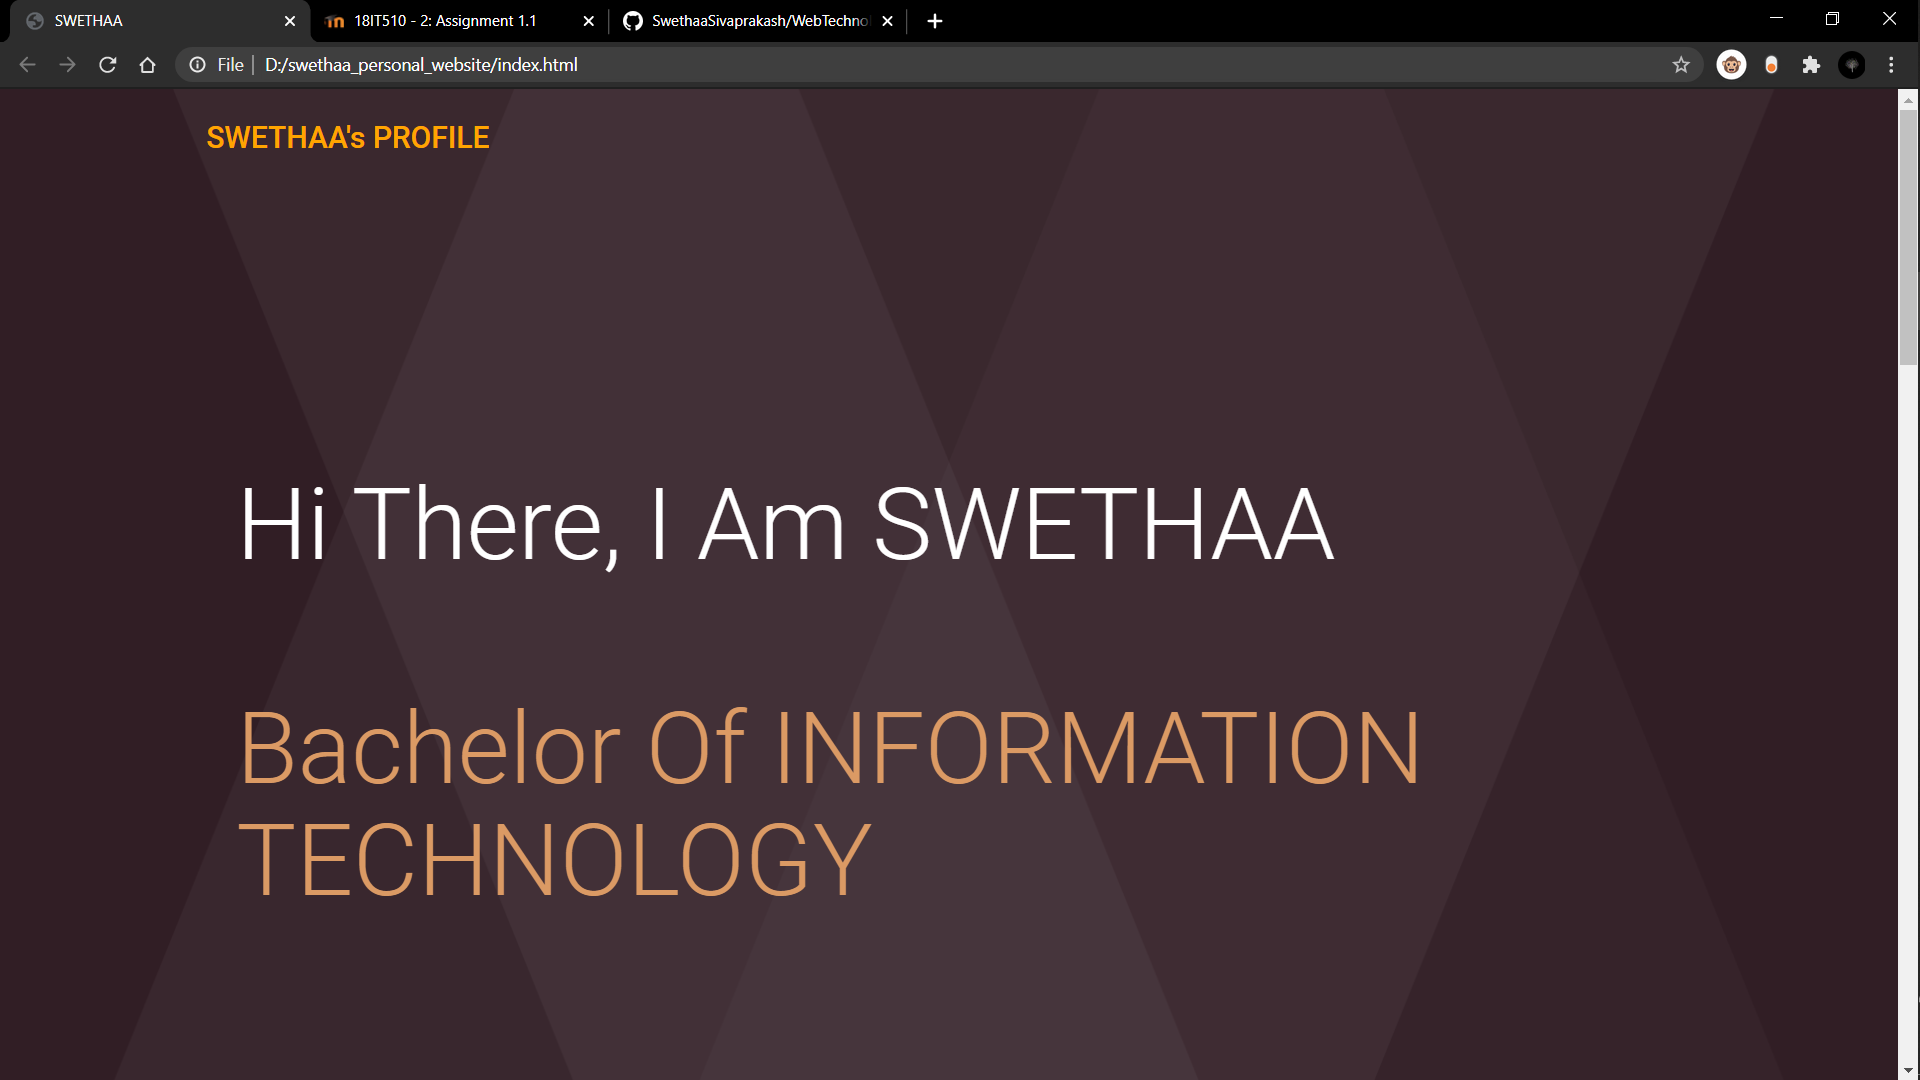 SWETHAA
18IT510 - 2: Assignment 1.1
SwethaaSivaprakash/WebTechno
File
D:/swethaa_personal_website/index.html
SWETHAA's PROFILE
Hi There, I Am SWETHAA
Bachelor Of INFORMATION
TECHNOLOGY